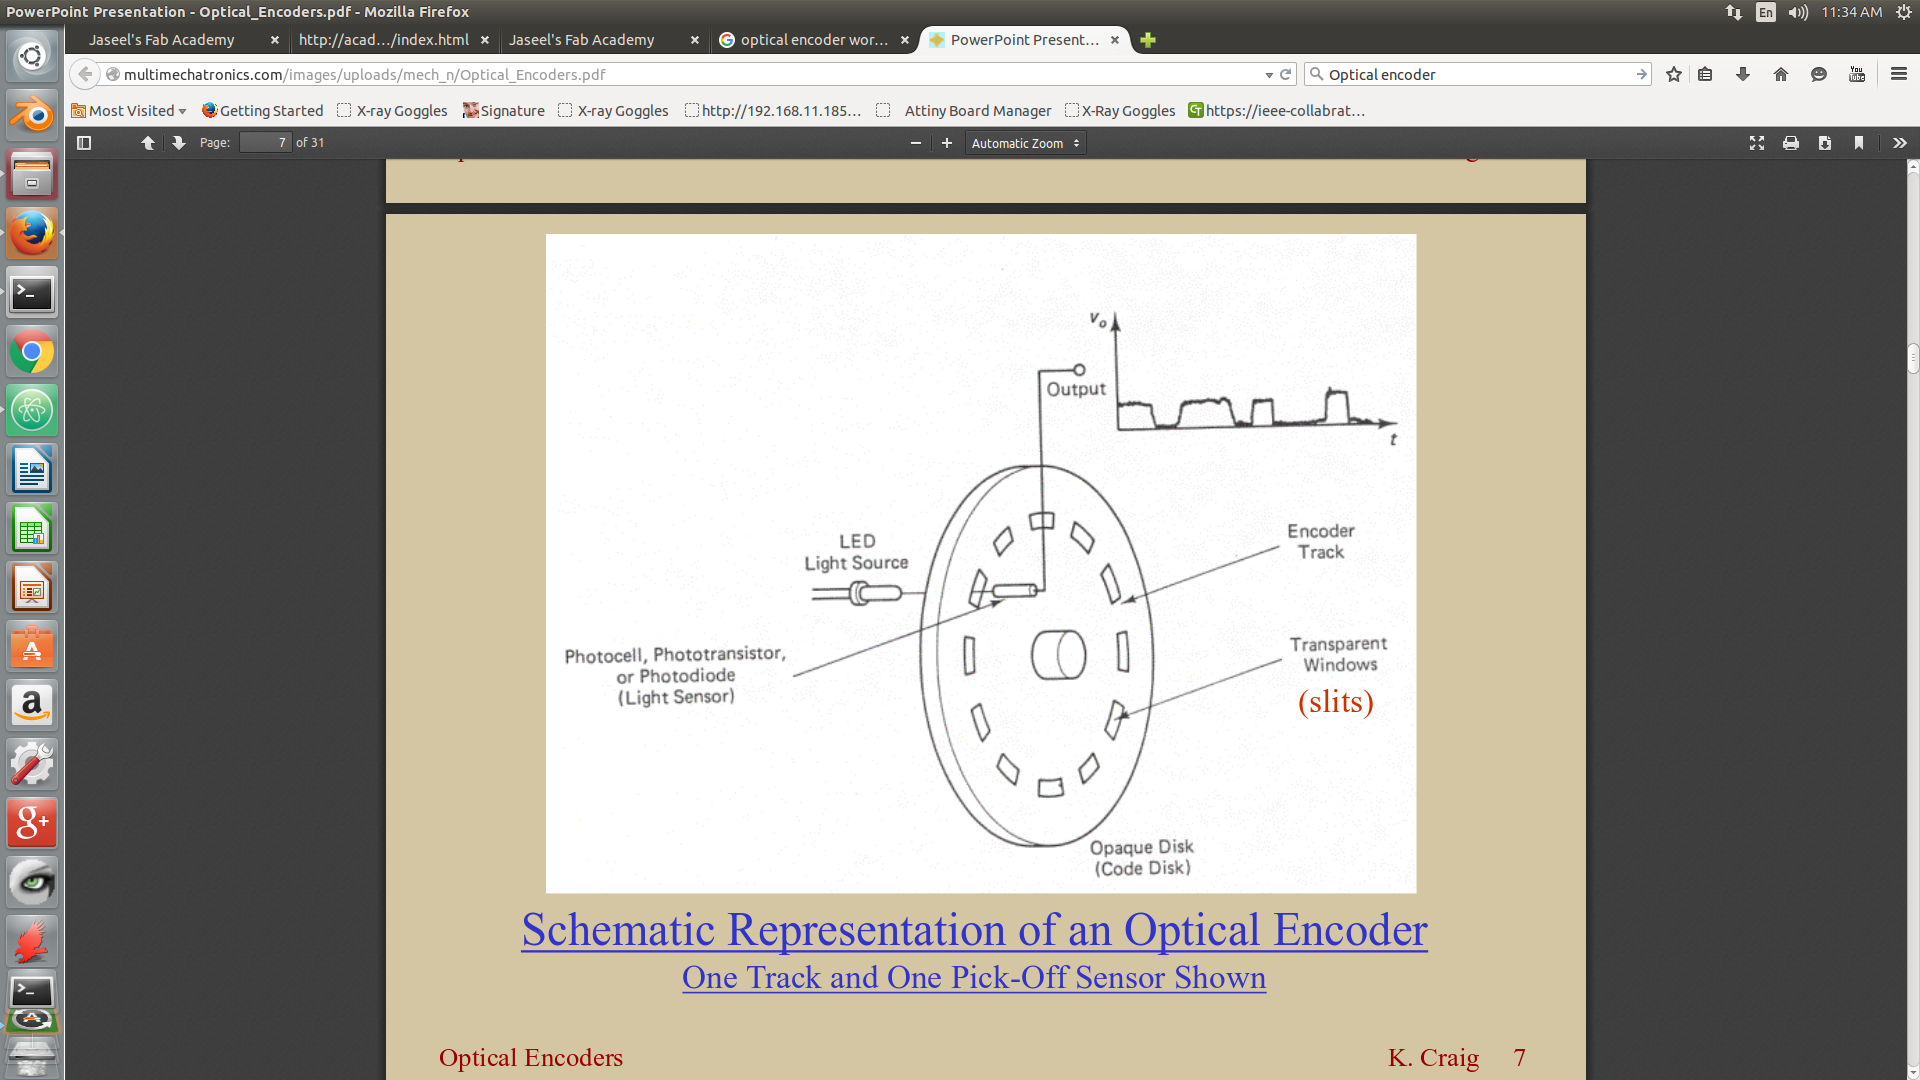 PowerPoint Presentation - Optical_Encoders.pdf - Mozilla Firefox
En
11:34 AM
Jaseel's Fab Academy
http://acad.../index.html
Jaseel's Fab Academy
optical encoder wor...
PowerPoint Present...
multimechatronics.com/images/uploads/mech_n/Optical_Encoders.pdf
Optical encoder
You Tube
Most Visited
Getting Started
X-ray Goggles
Signature
X-ray Goggles
http://192.168.11.185...
Attiny Board Manager
X-Ray Goggles
https://ieee-collabrat...
Page: 7 of 31
Automatic Zoom
vo
Output
t
LED
Light Source
Encoder
Track
Photocell, Phototransistor,
or Photodiode
(Light Sensor)
Transparent
Windows
(slits)
Opaque Disk
(Code Disk)
Schematic Representation of an Optical Encoder
One Track and One Pick-Off Sensor Shown
Optical Encoders
K. Craig 7